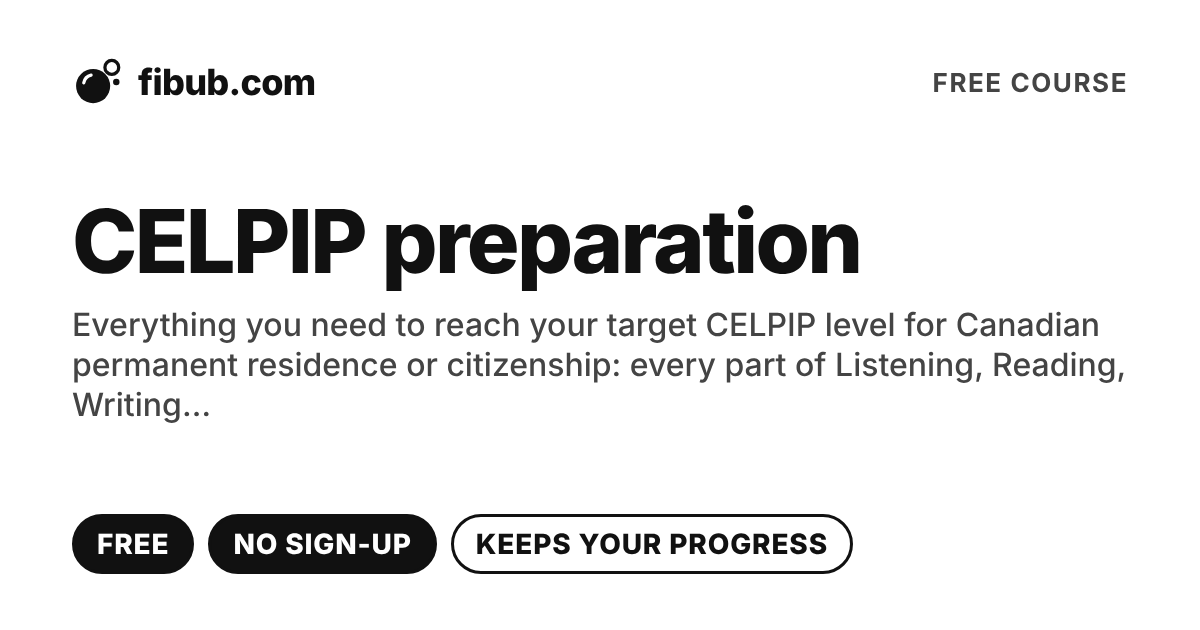 fibub.com
FREE COURSE
CELPIP preparation
Everything you need to reach your target CELPIP level for Canadian
permanent residence or citizenship: every part of Listening, Reading,
Writing...
FREE
NO SIGN-UP
KEEPS YOUR PROGRESS